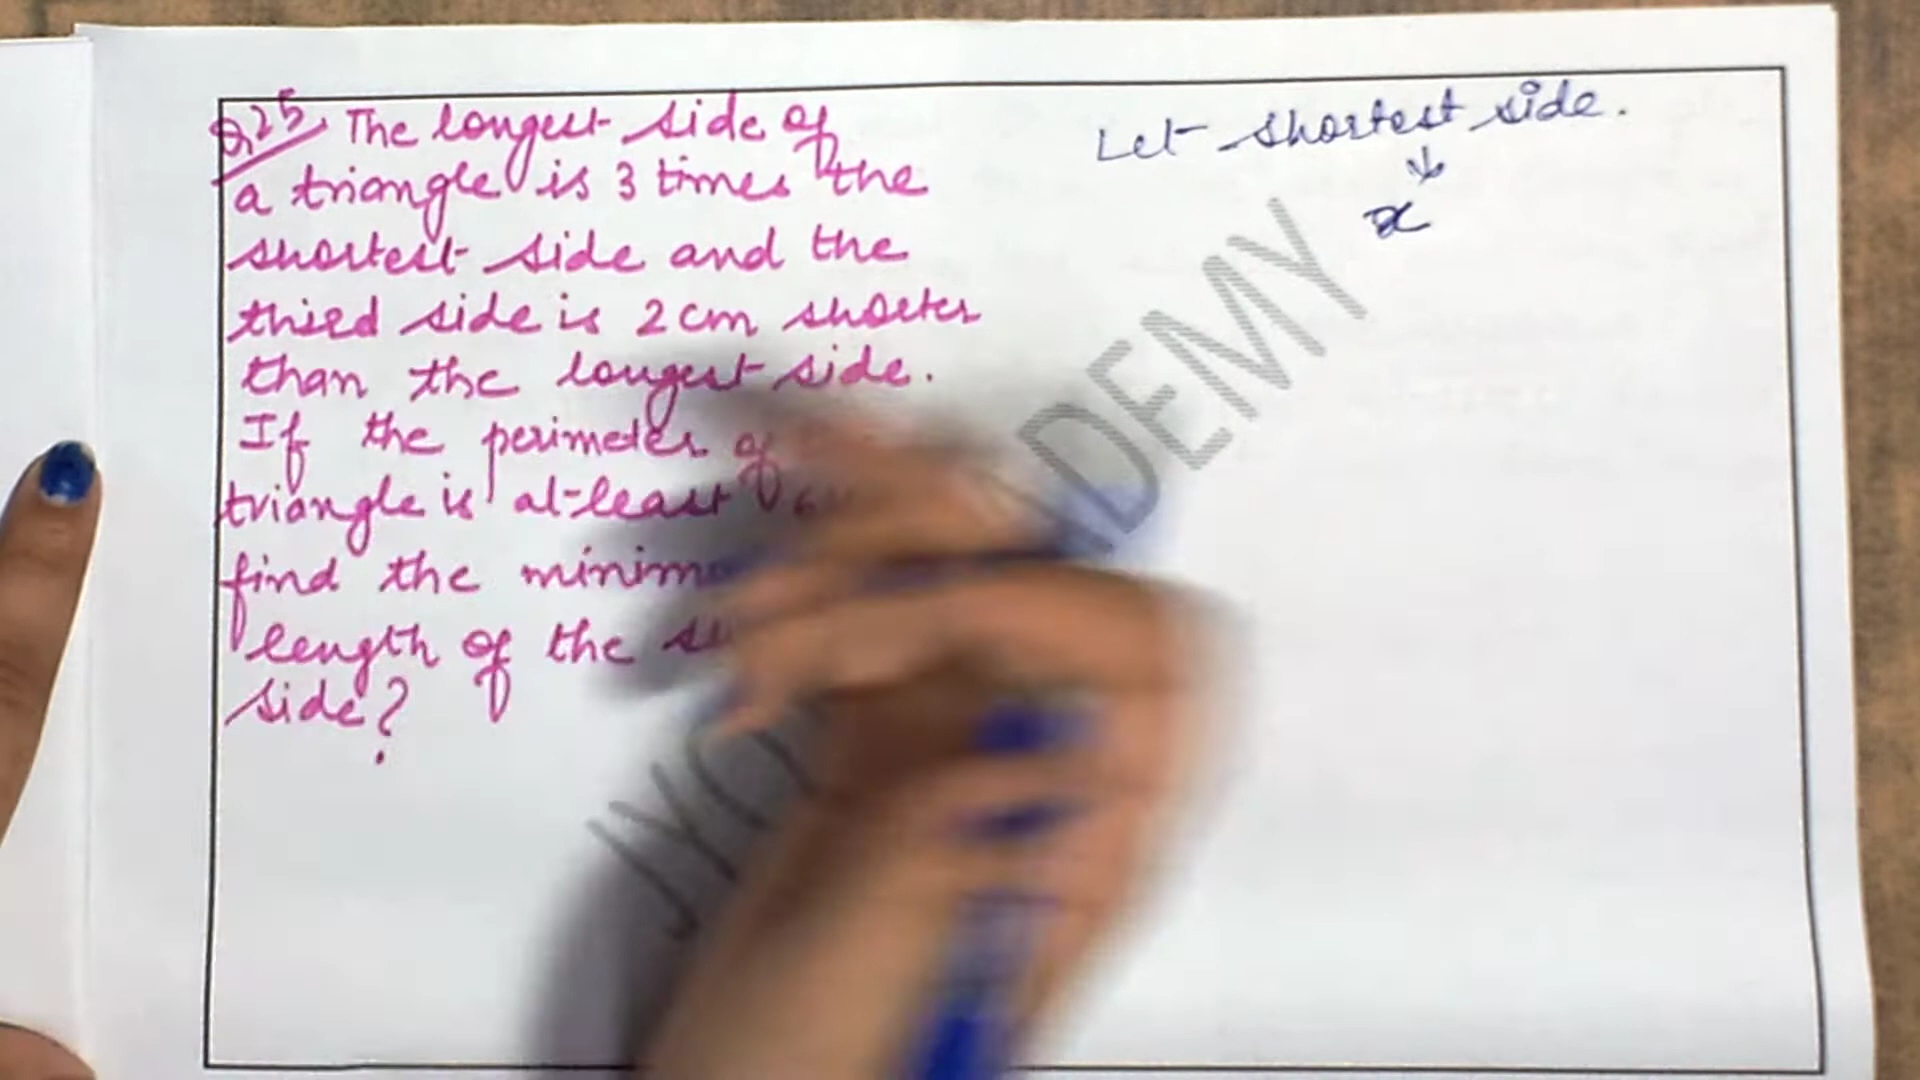 Q25. The longest side of
a triangle is 3 times the
shortest side and the
third side is 2 cm shorter
than the longest side.
If the perimeter of
triangle is at-least
find the
length of the
side?
Let shortest side.
↓
x